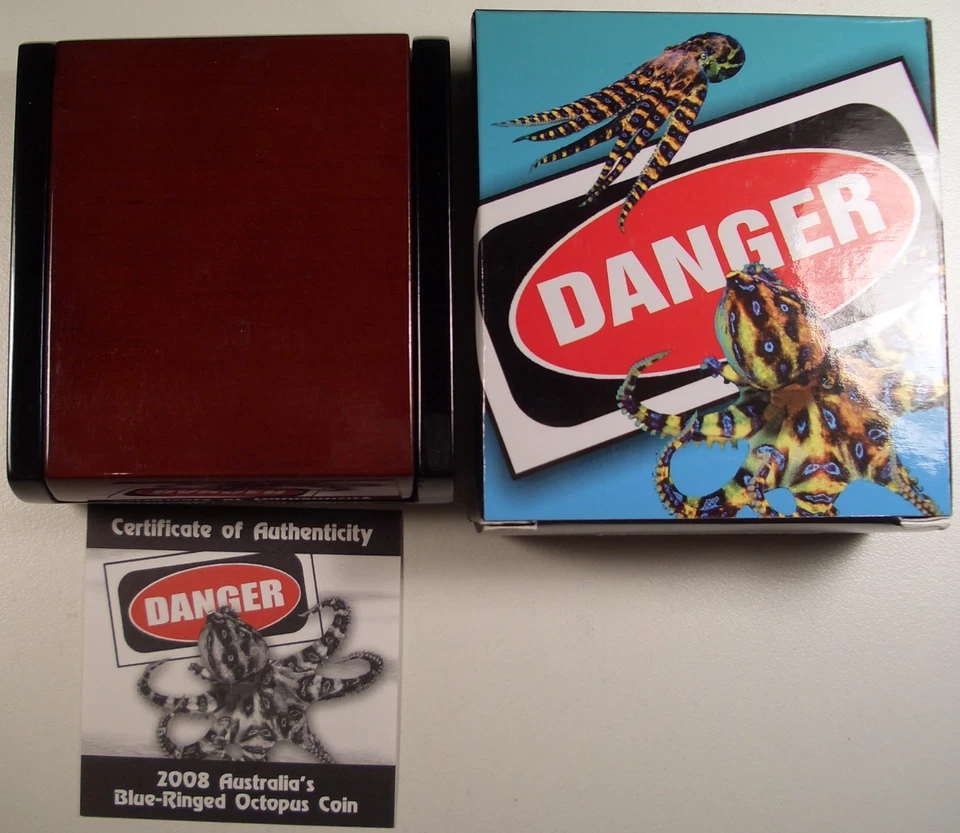 DANGER
Certificate of Authenticity
DANGER
2008 Australia's
Blue-Ringed Octopus Coin